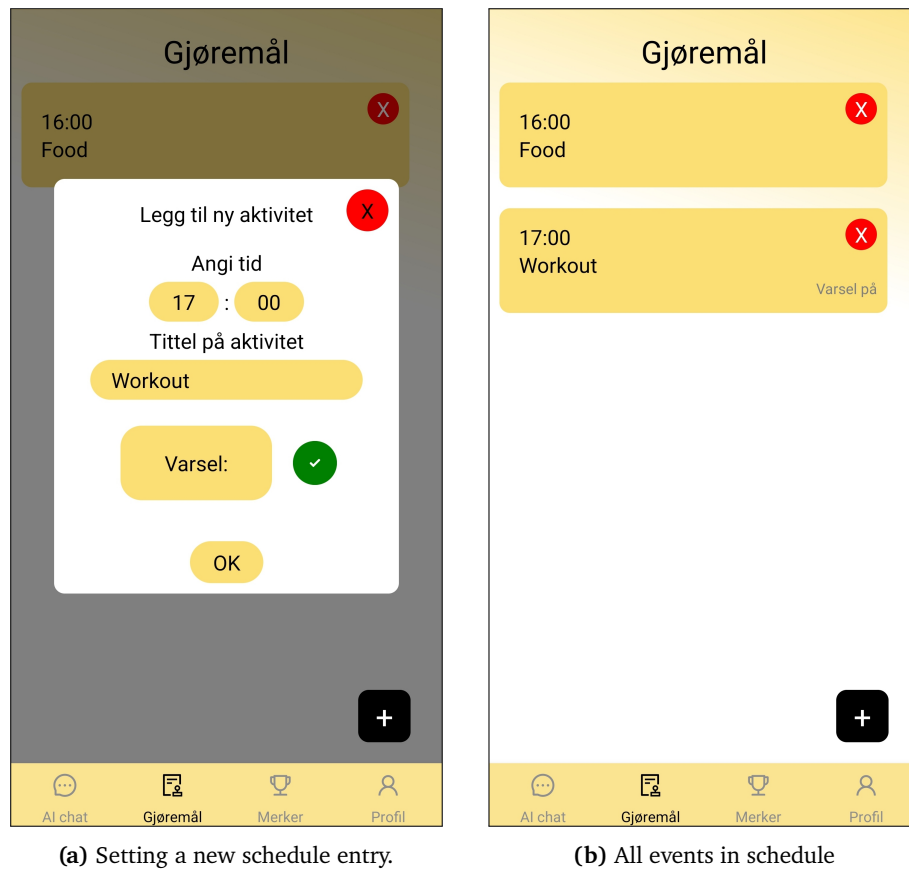 Gjøremål
16:00
X
Food
Legg til ny aktivitet
X
Angi tid
17 : 00
Tittel på aktivitet
Workout
Varsel:
OK
+
AI chat Gjøremål Merker Profil
(a) Setting a new schedule entry.
Gjøremål
16:00
X
Food
17:00
X
Workout
Varsel på
+
AI chat Gjøremål Merker Profil
(b) All events in schedule